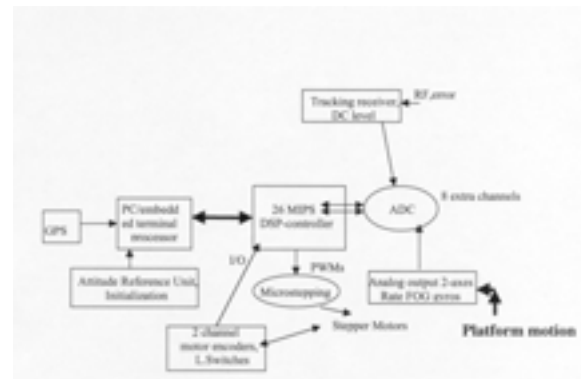 Tracking receiver,
DC level
RF,error
PC/embedd
ed terminal
processor
26 MIPS
DSP-controller
ADC
8 extra channels
GPS
I/O
PWMs
Attitude Reference Unit,
Initialization
Microstepping
Analog output 2-axes
Rate FOG gyros
2 channel
motor encoders,
L.Switches
Stepper Motors
Platform motion